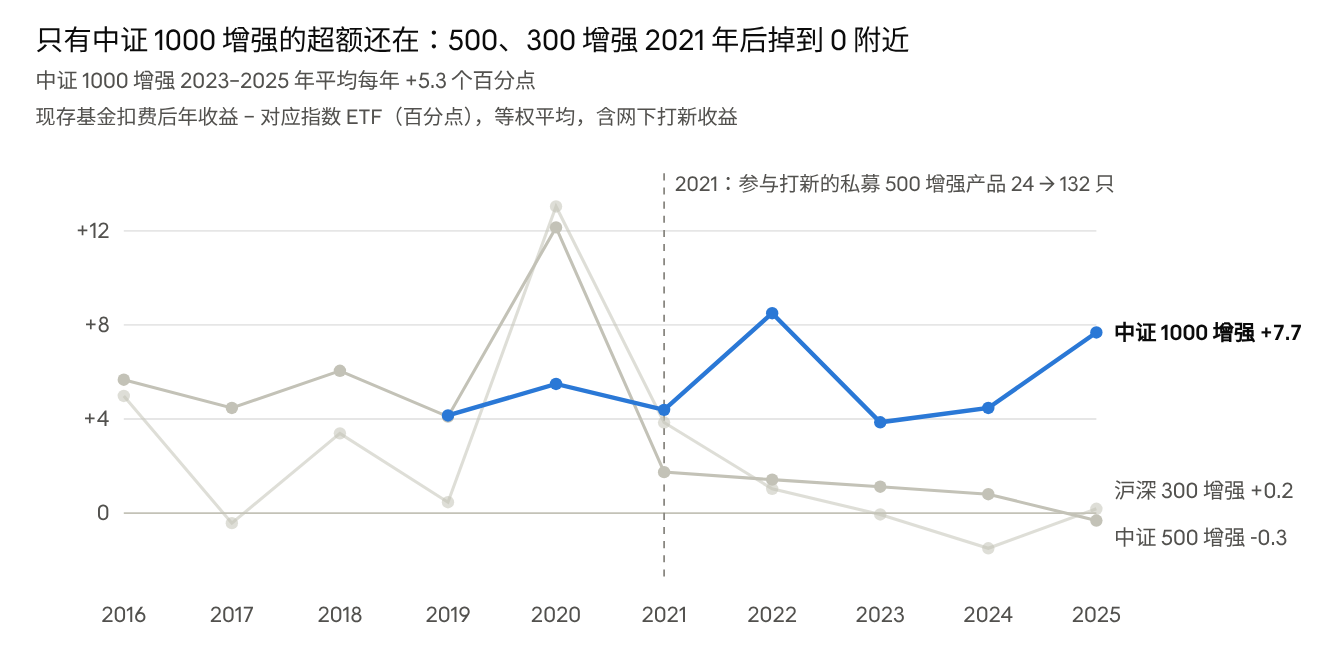 只有中证 1000 增强的超额还在：500、300 增强 2021 年后掉到 0 附近
中证 1000 增强 2023–2025 年平均每年 +5.3 个百分点
现存基金扣费后年收益 − 对应指数 ETF（百分点），等权平均，含网下打新收益
2021：参与打新的私募 500 增强产品 24 → 132 只
+12
+8
中证 1000 增强 +7.7
+4
沪深 300 增强 +0.2
0
中证 500 增强 -0.3
2016 2017 2018 2019 2020 2021 2022 2023 2024 2025